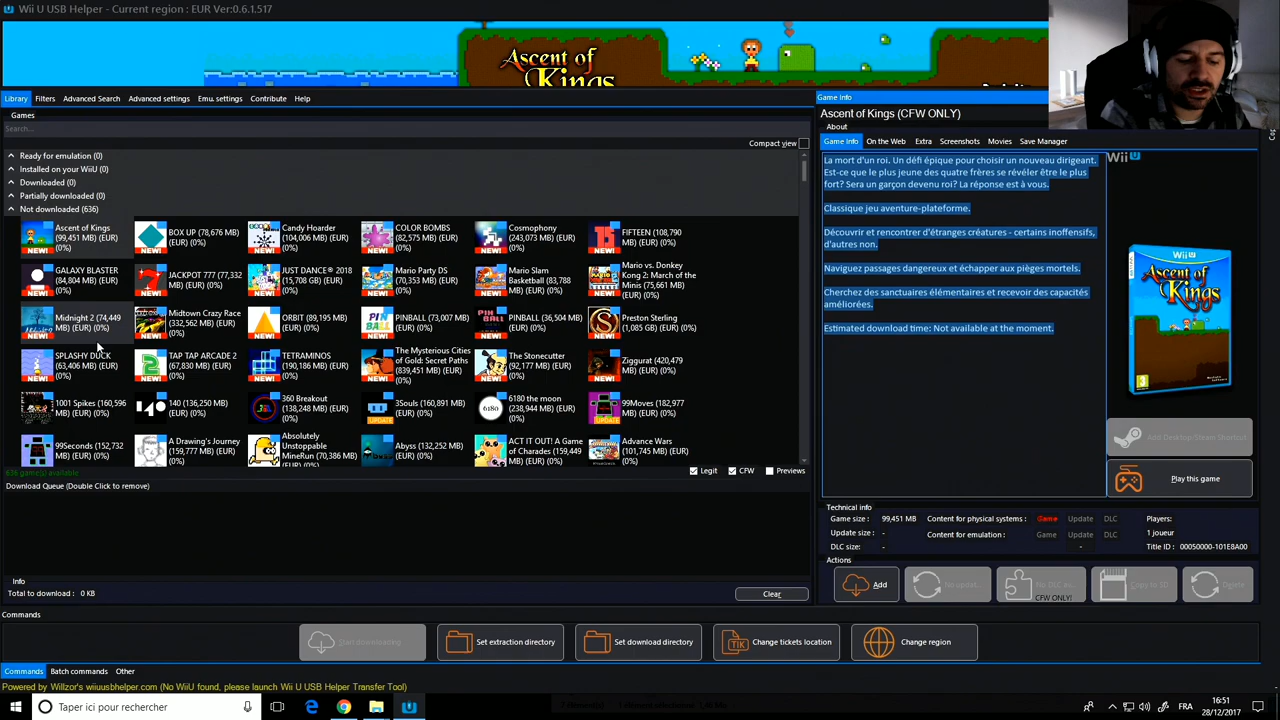 Wii U USB Helper - Current region : EUR Ver:0.6.1.517
Ascent of
Kings
Library Filters Advanced Search Advanced settings Emu. settings Contribute Help
Games
Search...
Compact view
Ready for emulation (0)
Installed on your WiiU (0)
Downloaded (0)
Partially downloaded (0)
Not downloaded (636)
Ascent of Kings (99,451 MB) (EUR) (0%)
BOX UP (78,676 MB) (EUR) (0%)
Candy Hoarder (104,006 MB) (EUR) (0%)
COLOR BOMBS (82,575 MB) (EUR) (0%)
Cosmophony (243,073 MB) (EUR) (0%)
FIFTEEN (108,790 MB) (EUR) (0%)
GALAXY BLASTER (84,804 MB) (EUR) (0%)
JACKPOT 777 (77,332 MB) (EUR) (0%)
JUST DANCE® 2018 (15,708 GB) (EUR) (0%)
Mario Party DS (70,353 MB) (EUR) (0%)
Mario Slam Basketball (83,788 MB) (EUR) (0%)
Mario vs. Donkey Kong 2: March of the Minis (75,661 MB) (EUR) (0%)
Midnight 2 (74,449 MB) (EUR) (0%)
Midtown Crazy Race (332,562 MB) (EUR) (0%)
ORBIT (89,195 MB) (EUR) (0%)
PINBALL (73,007 MB) (EUR) (0%)
PINBALL (36,504 MB) (EUR) (0%)
Preston Sterling (1,085 GB) (EUR) (0%)
SPLASHY DUCK (63,406 MB) (EUR) (0%)
TAP TAP ARCADE 2 (67,830 MB) (EUR) (0%)
TETRAMINOS (190,186 MB) (EUR) (0%)
The Mysterious Cities of Gold: Secret Paths (839,451 MB) (EUR) (0%)
The Stonecutter (92,177 MB) (EUR) (0%)
Ziggurat (420,479 MB) (EUR) (0%)
1001 Spikes (160,596 MB) (EUR) (0%)
140 (136,250 MB) (EUR) (0%)
360 Breakout (138,248 MB) (EUR) (0%)
3Souls (160,891 MB) (EUR) (0%)
6180 the moon (238,944 MB) (EUR) (0%)
99Moves (182,977 MB) (EUR) (0%)
99Seconds (152,732 MB) (EUR) (0%)
A Drawing's Journey (159,777 MB) (EUR) (0%)
Absolutely Unstoppable MineRun (70,386 MB) (EUR) (0%)
Abyss (132,252 MB) (EUR) (0%)
ACT IT OUT! A Game of Charades (159,449 MB) (EUR) (0%)
Advance Wars (101,745 MB) (EUR) (0%)
636 game(s) available
Legit CFW Previews
Download Queue (Double Click to remove)
Info
Total to download : 0 KB
Clear
Commands
Start downloading
Set extraction directory
Set download directory
Change tickets location
Change region
Commands Batch commands Other
Powered by Willzor's wiiuusbhelper.com (No WiiU found, please launch Wii U USB Helper Transfer Tool)
Game Info
Ascent of Kings (CFW ONLY)
About
Game Info On the Web Extra Screenshots Movies Save Manager
La mort d'un roi. Un défi épique pour choisir un nouveau dirigeant.
Est-ce que le plus jeune des quatre frères se révéler être le plus
fort? Sera un garçon devenu roi? La réponse est à vous.
Classique jeu aventure-plateforme.
Découvrir et rencontrer d'étranges créatures - certains inoffensifs,
d'autres non.
Naviguez passages dangereux et échapper aux pièges mortels.
Cherchez des sanctuaires élémentaires et recevoir des capacités
améliorées.
Estimated download time: Not available at the moment.
WiiU
WiiU
Ascent of
Kings
3
Add Desktop/Steam Shortcut
Play this game
Technical info
Game size : 99,451 MB Content for physical systems : Game Update DLC Players:
Update size : - Content for emulation : Game Update DLC 1 joueur
DLC size: - - Title ID : 00050000-101E8A00
Actions
Add
CFW ONLY!
Copy to SD
Delete
Taper ici pour rechercher
FRA
16:51
28/12/2017